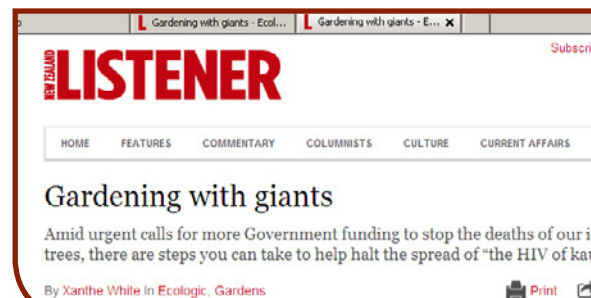 Gardening with giants - Ecol... Gardening with giants - E... x
Subscri
NEW ZEALAND LISTENER
HOME FEATURES COMMENTARY COLUMNISTS CULTURE CURRENT AFFAIRS
Gardening with giants
Amid urgent calls for more Government funding to stop the deaths of our i
trees, there are steps you can take to help halt the spread of “the HIV of kau
By Xanthe White In Ecologic, Gardens Print